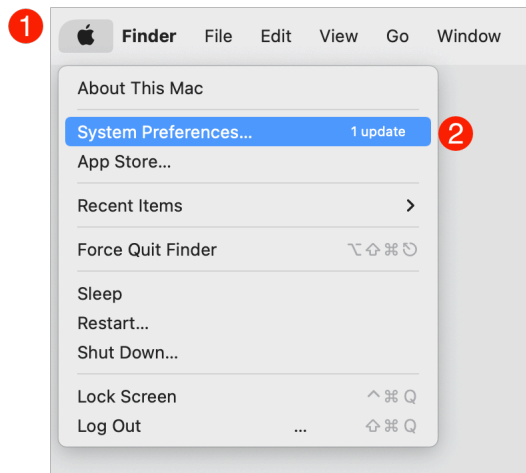 1
Finder File Edit View Go Window
About This Mac
System Preferences... 1 update
2
App Store...
Recent Items
Force Quit Finder ⌥⇧⌘⎋
Sleep
Restart...
Shut Down...
Lock Screen ^⌘Q
Log Out ... ⇧⌘Q